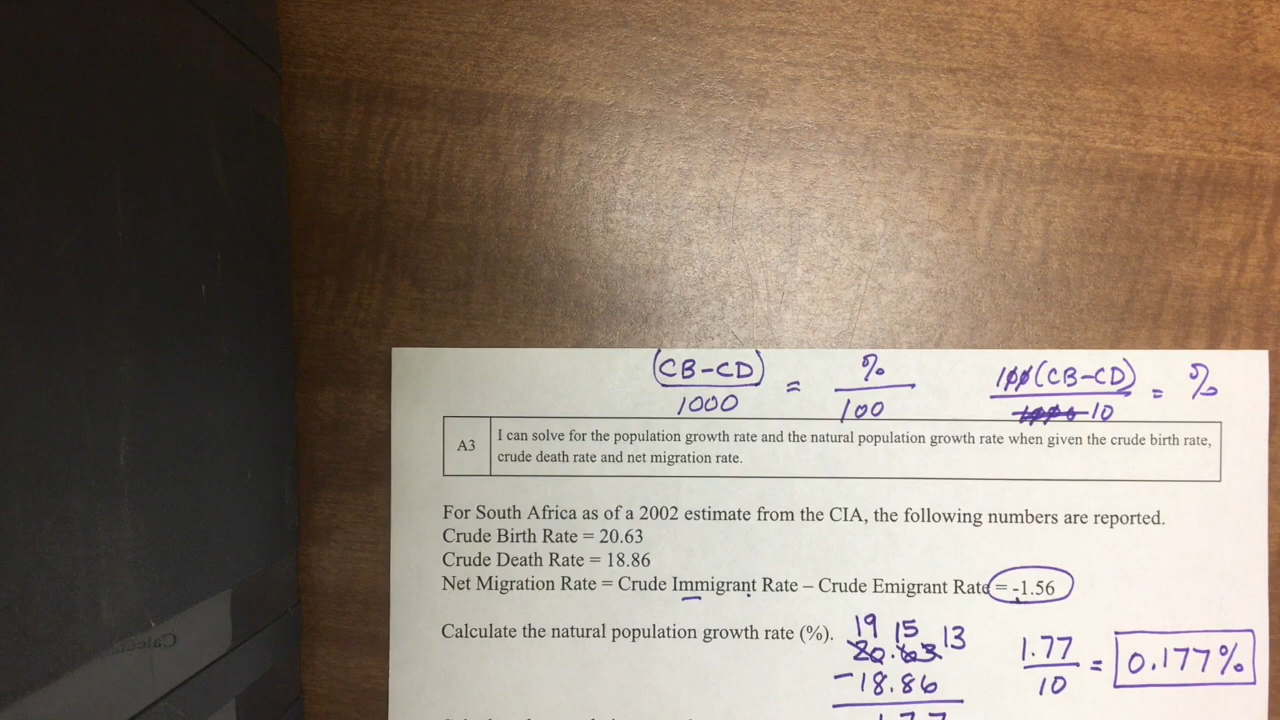 (CB-CD) / 1000 = % / 100
100(CB-CD) / 1000 10 = %
A3 I can solve for the population growth rate and the natural population growth rate when given the crude birth rate,
crude death rate and net migration rate.
For South Africa as of a 2002 estimate from the CIA, the following numbers are reported.
Crude Birth Rate = 20.63
Crude Death Rate = 18.86
Net Migration Rate = Crude Immigrant Rate – Crude Emigrant Rate = -1.56
Calculate the natural population growth rate (%).
19 15 13
20.63
-18.86
1.77
1.77 / 10 = 0.177%